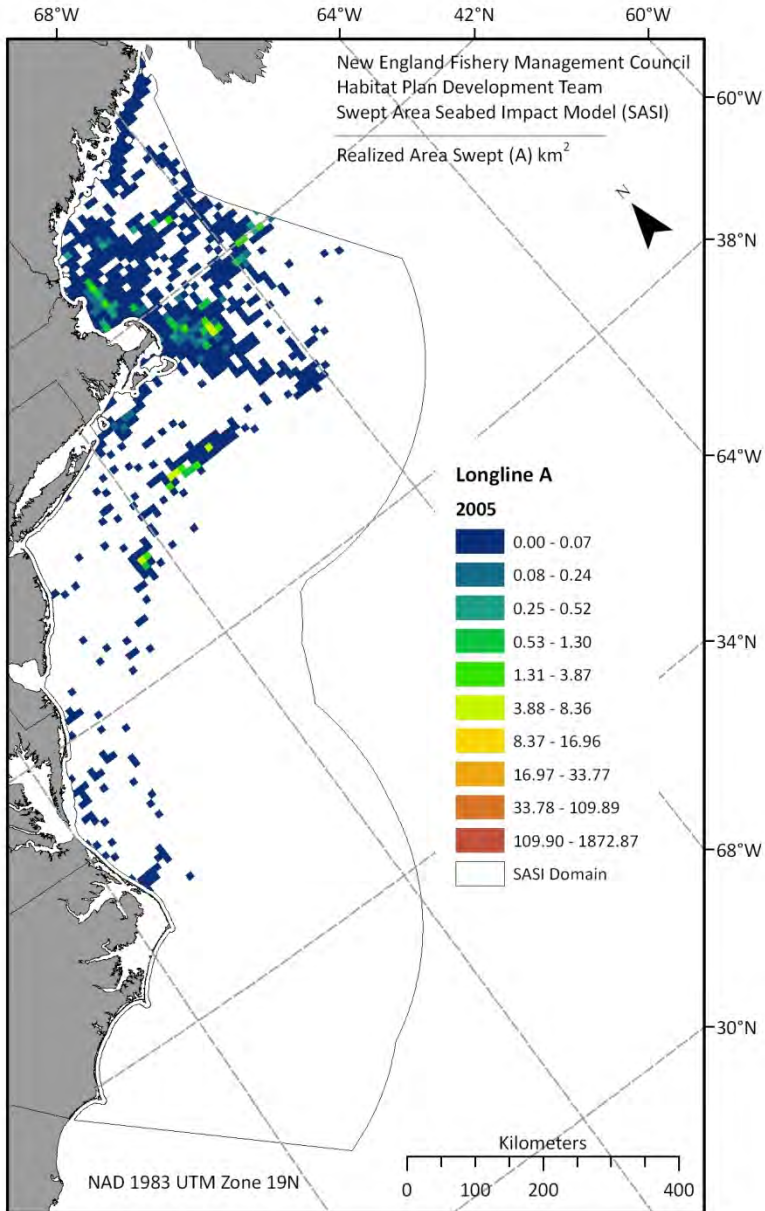 68°W 64°W 42°N 60°W
New England Fishery Management Council
Habitat Plan Development Team
Swept Area Seabed Impact Model (SASI)
Realized Area Swept (A) km²
N
60°W
38°N
64°W
34°N
68°W
30°N
Longline A
2005
0.00 - 0.07
0.08 - 0.24
0.25 - 0.52
0.53 - 1.30
1.31 - 3.87
3.88 - 8.36
8.37 - 16.96
16.97 - 33.77
33.78 - 109.89
109.90 - 1872.87
SASI Domain
Kilometers
0 100 200 300 400
NAD 1983 UTM Zone 19N